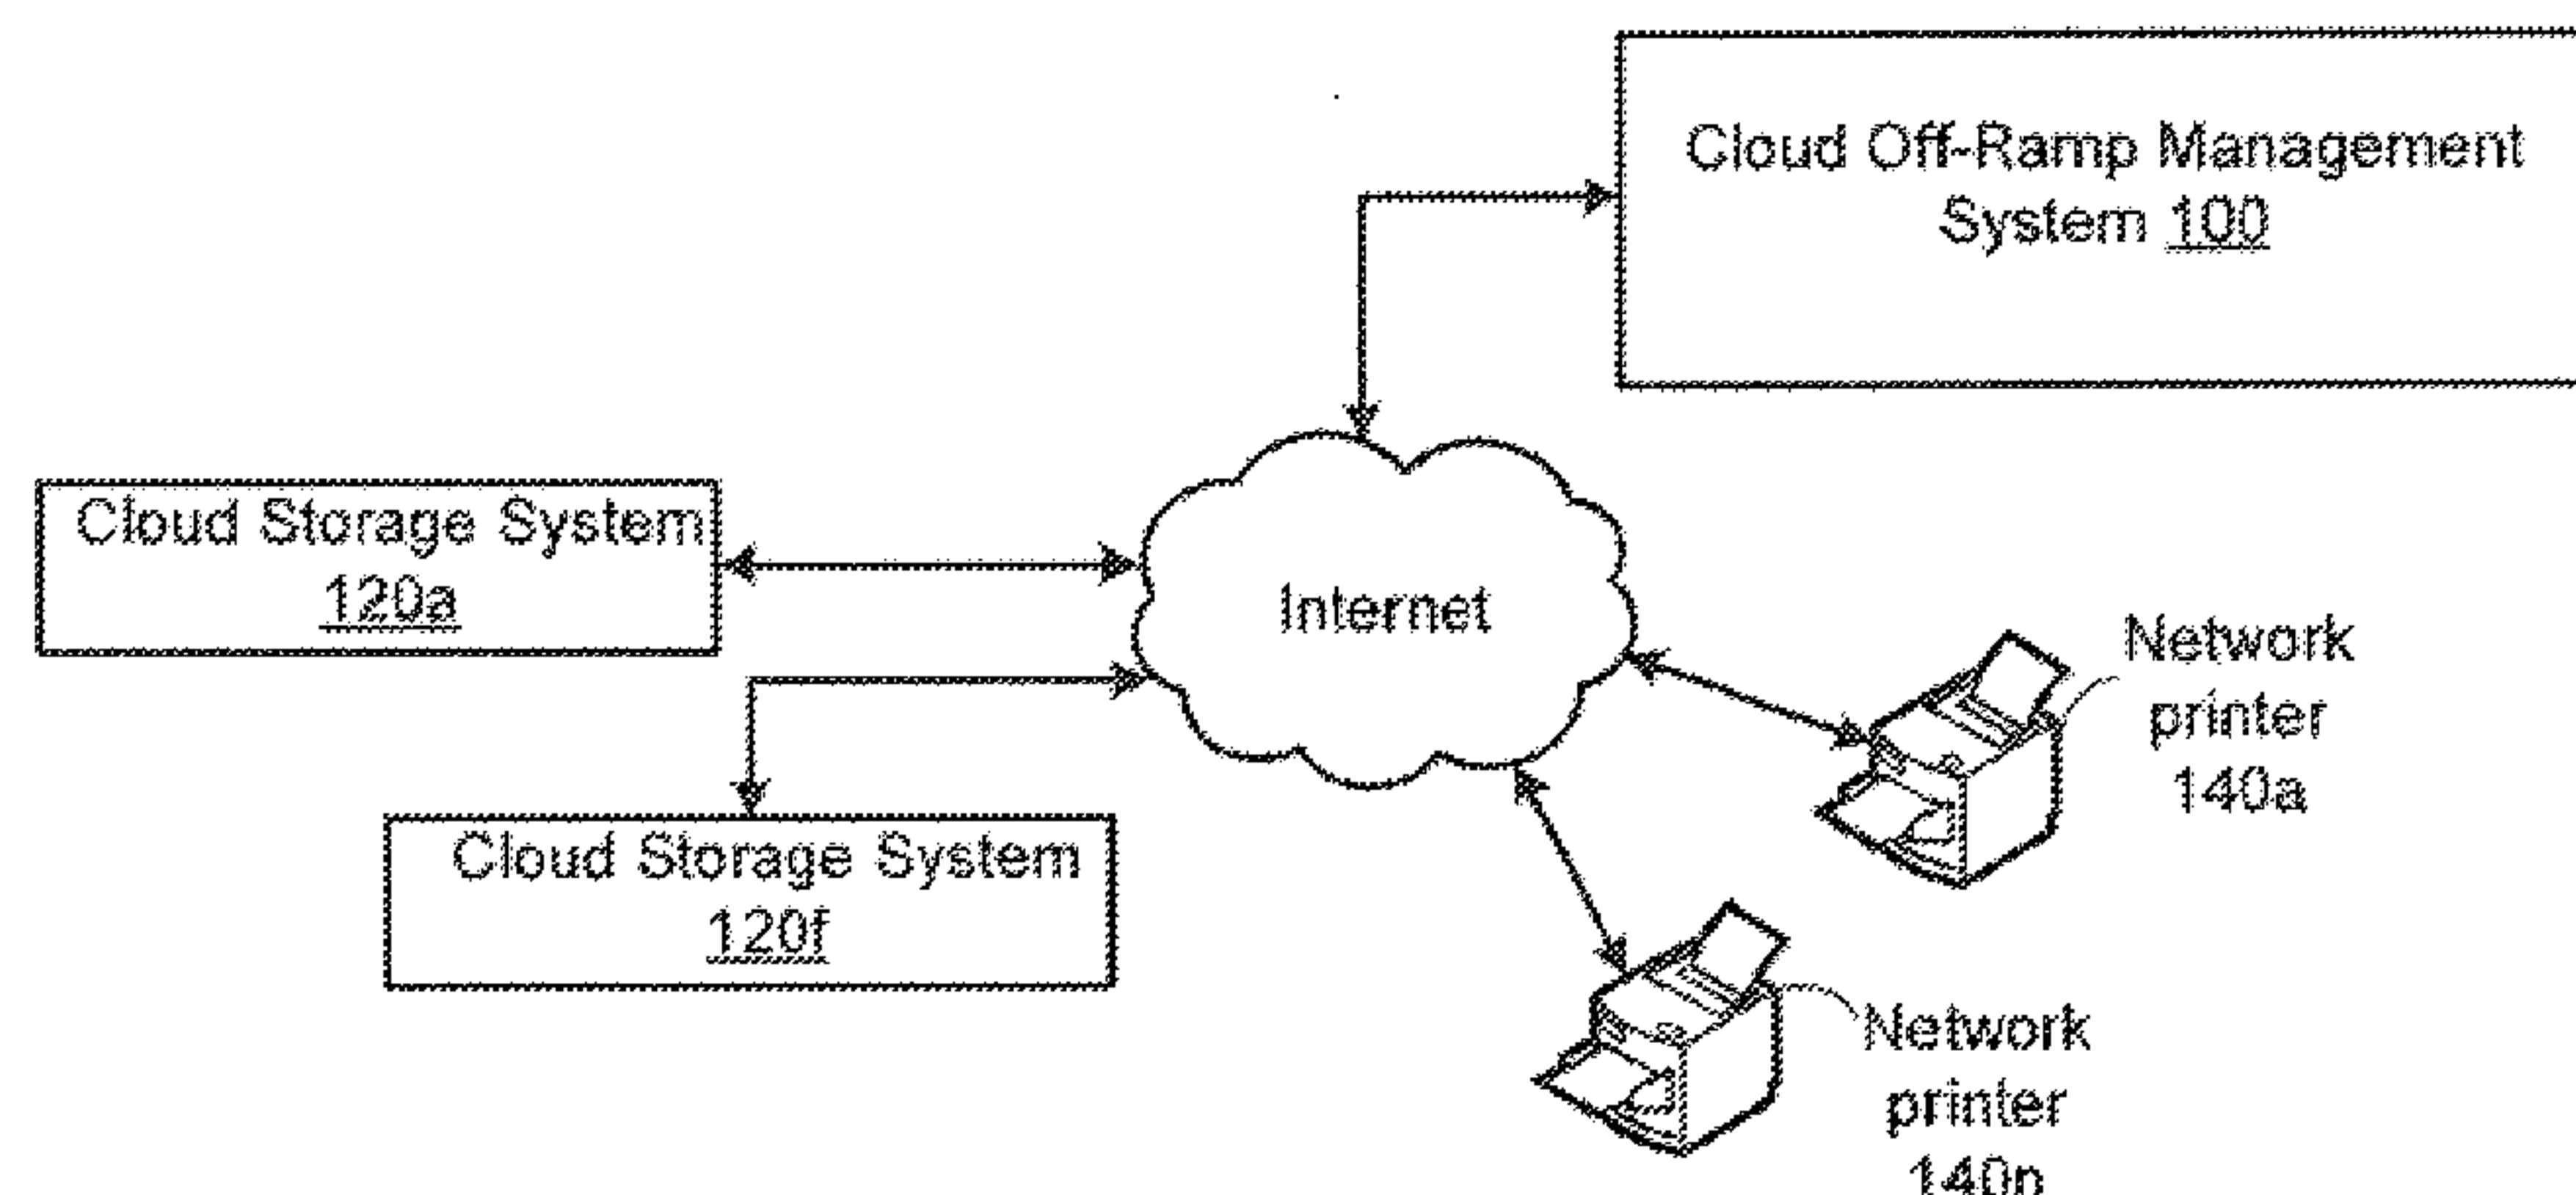 Cloud Off-Ramp Management
System 100
Cloud Storage System
120a
Internet
Network
printer
140a
Cloud Storage System
120f
Network
printer
140n